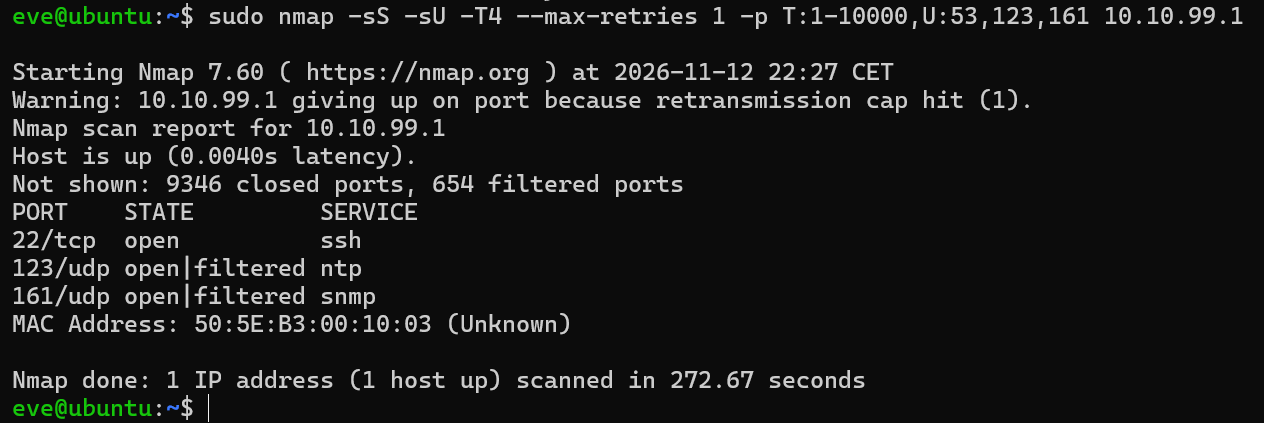 eve@ubuntu:~$ sudo nmap -sS -sU -T4 --max-retries 1 -p T:1-10000,U:53,123,161 10.10.99.1
Starting Nmap 7.60 ( https://nmap.org ) at 2026-11-12 22:27 CET
Warning: 10.10.99.1 giving up on port because retransmission cap hit (1).
Nmap scan report for 10.10.99.1
Host is up (0.0040s latency).
Not shown: 9346 closed ports, 654 filtered ports
PORT    STATE         SERVICE
22/tcp  open          ssh
123/udp open|filtered ntp
161/udp open|filtered snmp
MAC Address: 50:5E:B3:00:10:03 (Unknown)
Nmap done: 1 IP address (1 host up) scanned in 272.67 seconds
eve@ubuntu:~$